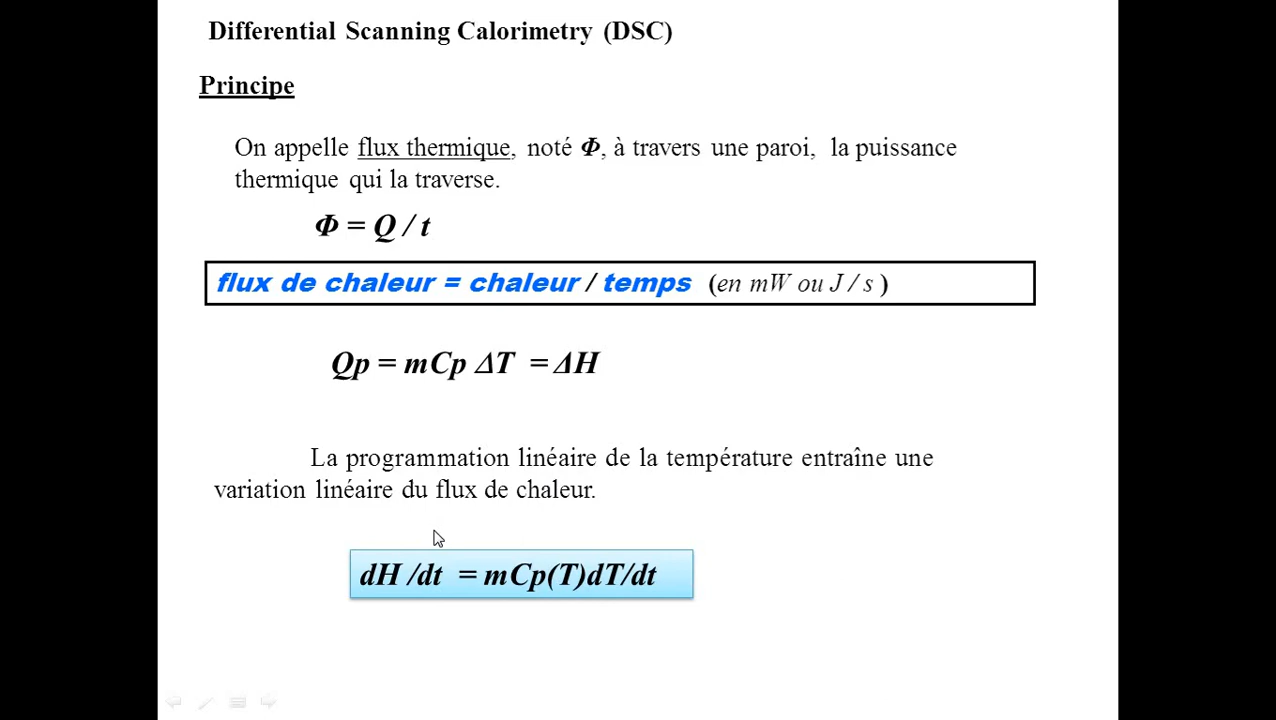 Differential Scanning Calorimetry (DSC)
Principe
On appelle flux thermique, noté Φ, à travers une paroi, la puissance
thermique qui la traverse.
Φ = Q / t
flux de chaleur = chaleur / temps (en mW ou J / s )
Qp = mCp ΔT = ΔH
La programmation linéaire de la température entraîne une
variation linéaire du flux de chaleur.
dH /dt = mCp(T)dT/dt